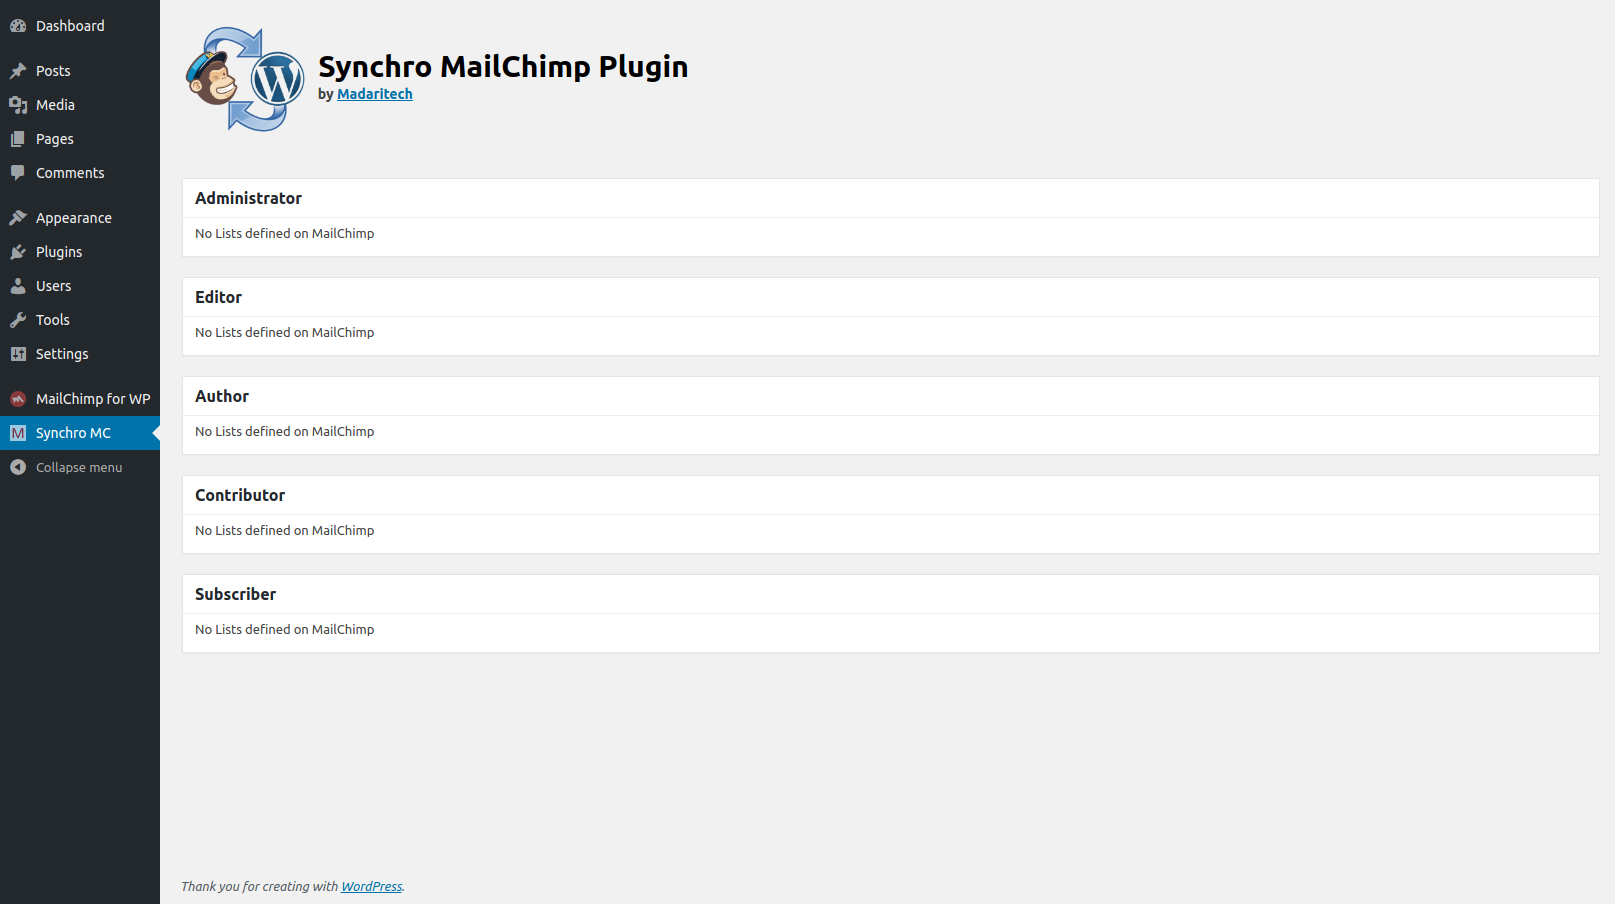 Dashboard
Posts
Media
Pages
Comments
Appearance
Plugins
Users
Tools
Settings
MailChimp for WP
M Synchro MC
Collapse menu
W
Synchro MailChimp Plugin
by Madaritech
Administrator
No Lists defined on MailChimp
Editor
No Lists defined on MailChimp
Author
No Lists defined on MailChimp
Contributor
No Lists defined on MailChimp
Subscriber
No Lists defined on MailChimp
Thank you for creating with WordPress.